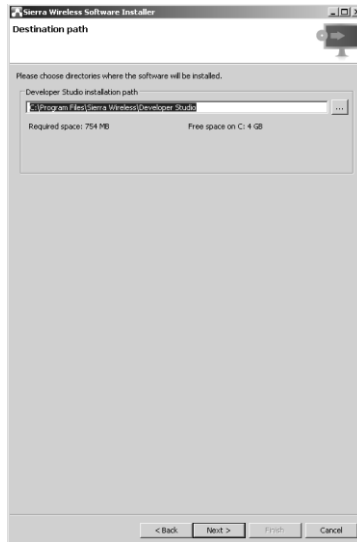 Sierra Wireless Software Installer
Destination path
Please choose directories where the software will be installed.
Developer Studio installation path
C:\Program Files\Sierra Wireless\Developer Studio
...
Required space: 754 MB Free space on C: 4 GB
< Back Next > Finish Cancel